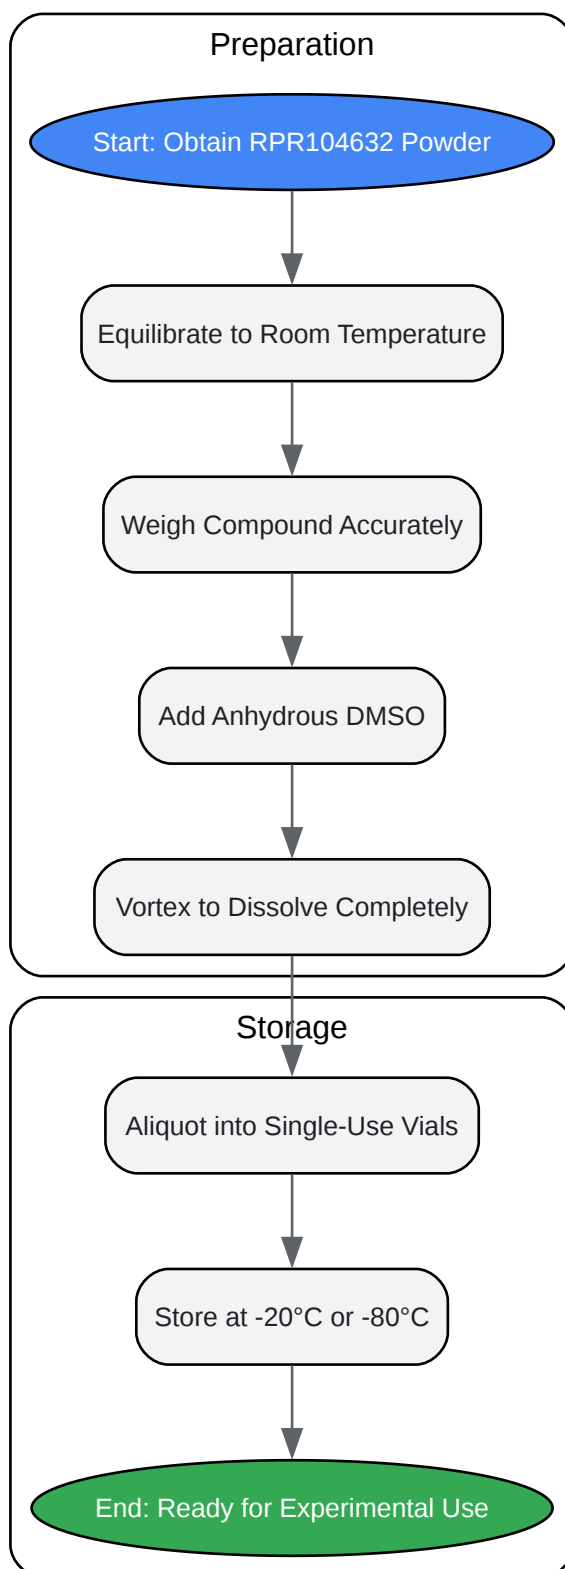 Preparation
Start: Obtain RPR104632 Powder
Equilibrate to Room Temperature
Weigh Compound Accurately
Add Anhydrous DMSO
Vortex to Dissolve Completely
Storage
Aliquot into Single-Use Vials
Store at -20°C or -80°C
End: Ready for Experimental Use